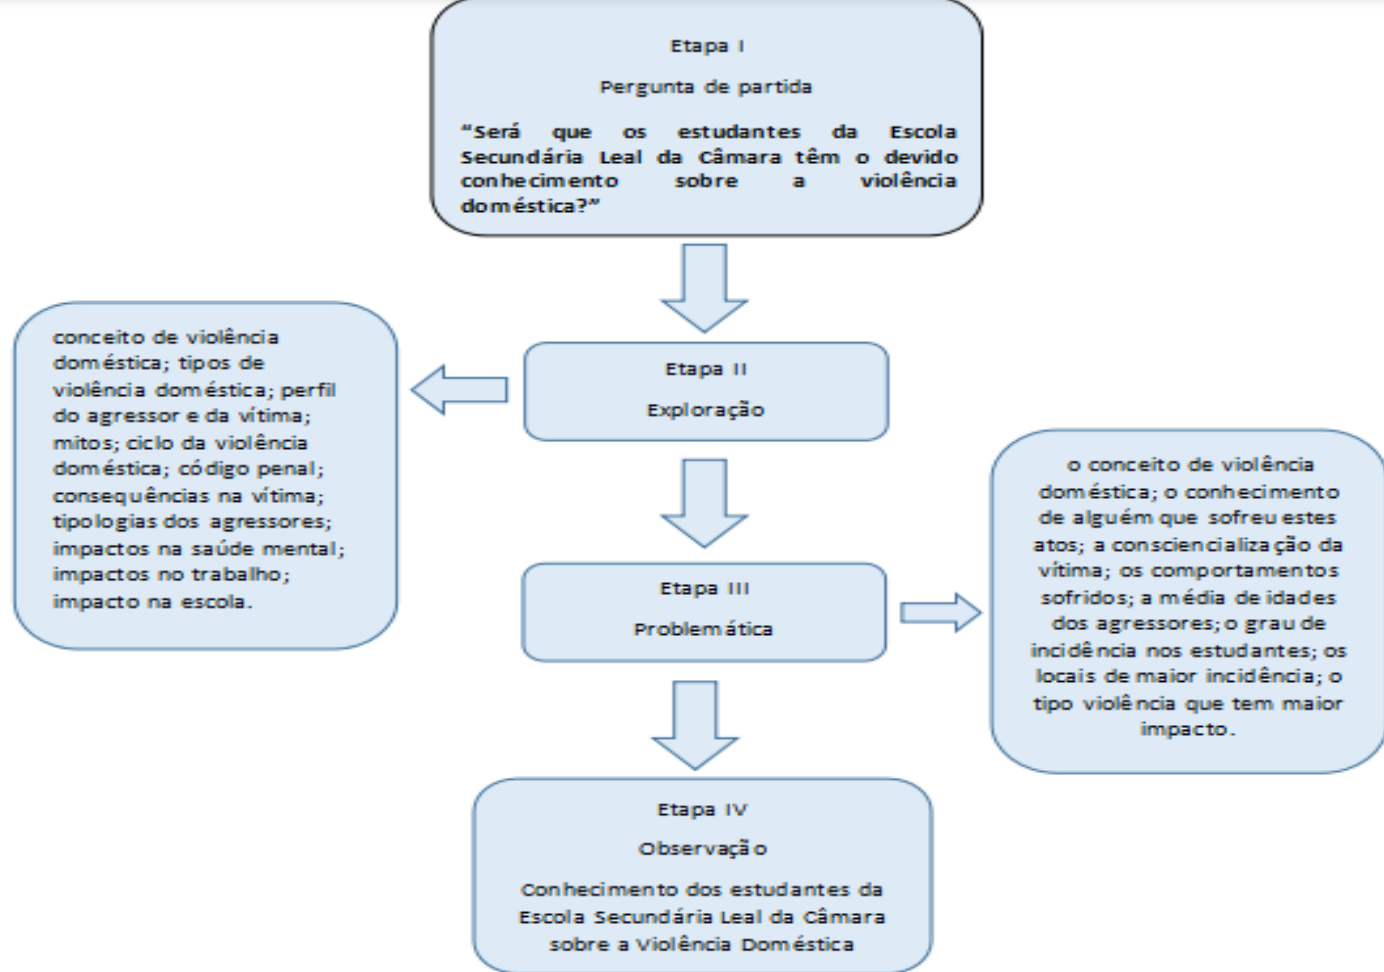 Etapa I
Pergunta de partida
“Será que os estudantes da Escola
Secundária Leal da Câmara têm o devido
conhecimento sobre a violência
doméstica?”
Etapa II
Exploração
conceito de violência
doméstica; tipos de
violência doméstica; perfil
do agressor e da vítima;
mitos; ciclo da violência
doméstica; código penal;
consequências na vítima;
tipologias dos agressores;
impactos na saúde mental;
impactos no trabalho;
impacto na escola.
Etapa III
Problemática
o conceito de violência
doméstica; o conhecimento
de alguém que sofreu estes
atos; a consciencialização da
vítima; os comportamentos
sofridos; a média de idades
dos agressores; o grau de
incidência nos estudantes; os
locais de maior incidência; o
tipo violência que tem maior
impacto.
Etapa IV
Observação
Conhecimento dos estudantes da
Escola Secundária Leal da Câmara
sobre a Violência Doméstica